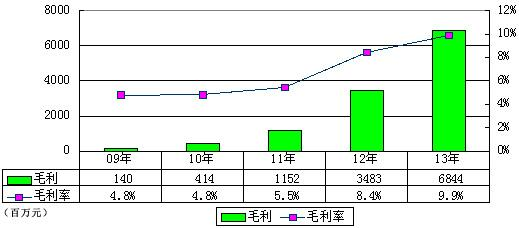 8000
6000
4000
2000
0
12%
10%
8%
6%
4%
2%
0%
09年 10年 11年 12年 13年
毛利 140 414 1152 3483 6844
毛利率 4.8% 4.8% 5.5% 8.4% 9.9%
（百万元）
毛利 毛利率